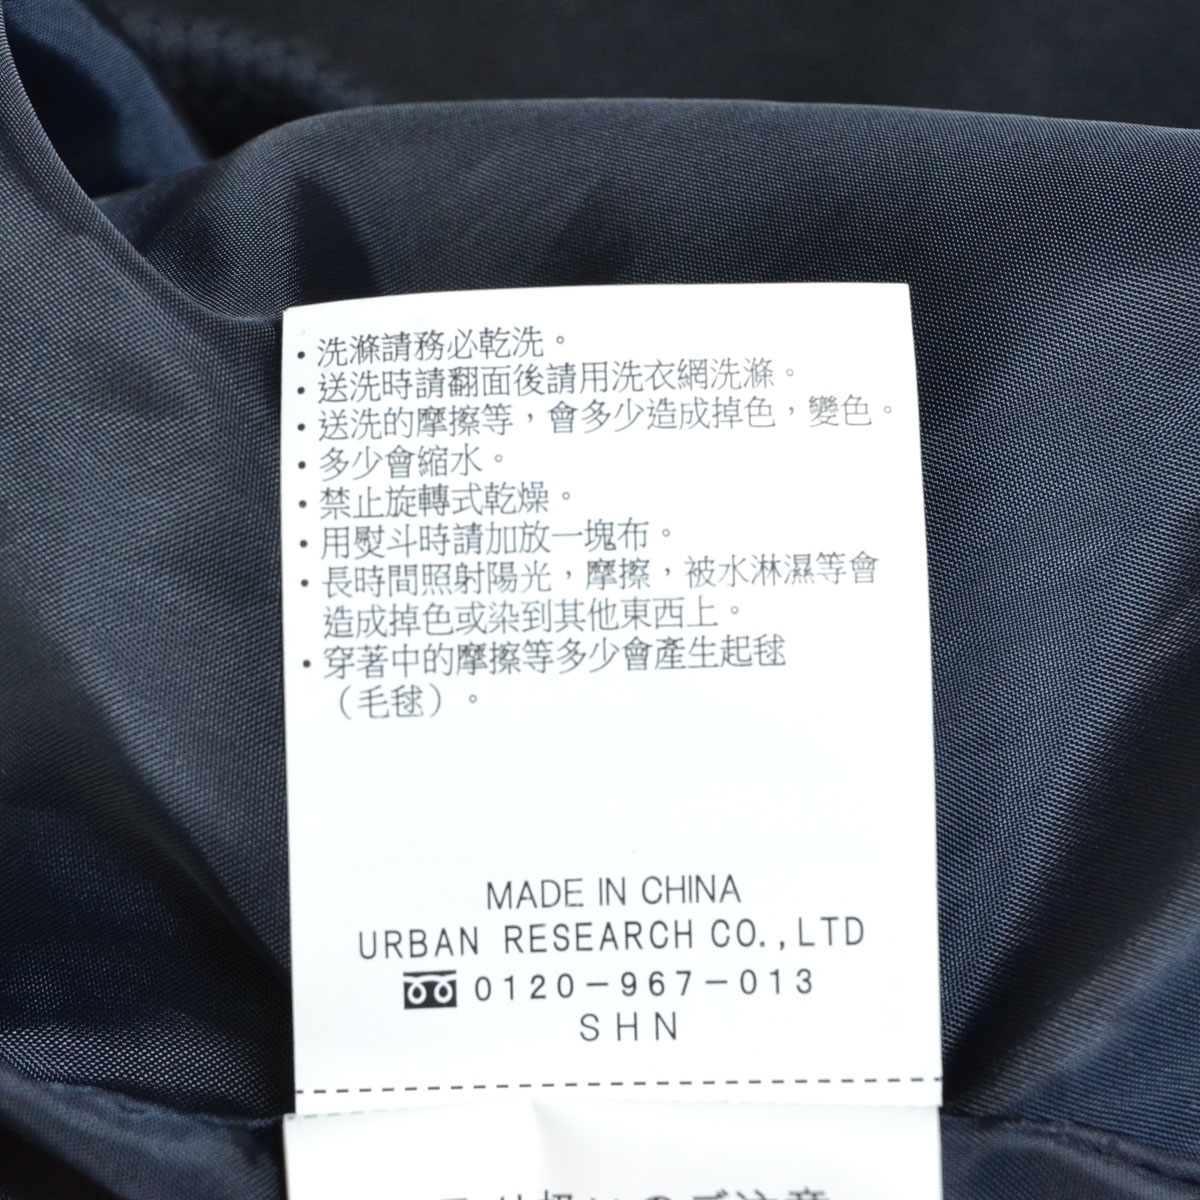 ・洗滌請務必乾洗。
・送洗時請翻面後請用洗衣網洗滌。
・送洗的摩擦等，會多少造成掉色，變色。
・多少會縮水。
・禁止旋轉式乾燥。
・用熨斗時請加放一塊布。
・長時間照射陽光，摩擦，被水淋濕等會
造成掉色或染到其他東西上。
・穿著中的摩擦等多少會產生起毬
（毛毬）。
MADE IN CHINA
URBAN RESEARCH CO.,LTD
0120-967-013
SHN